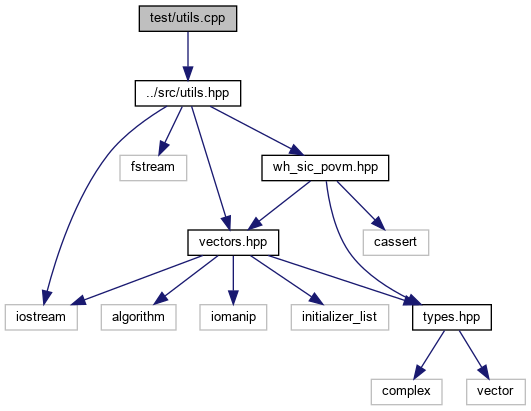 test/utils.cpp
../src/utils.hpp
fstream
wh_sic_povm.hpp
vectors.hpp
cassert
iostream
algorithm
iomanip
initializer_list
types.hpp
complex
vector